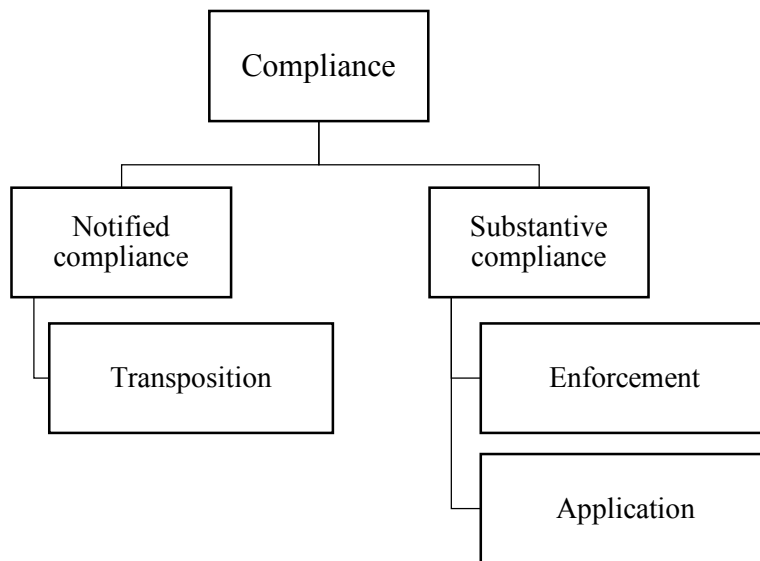 Compliance
Notified
compliance
Substantive
compliance
Transposition
Enforcement
Application